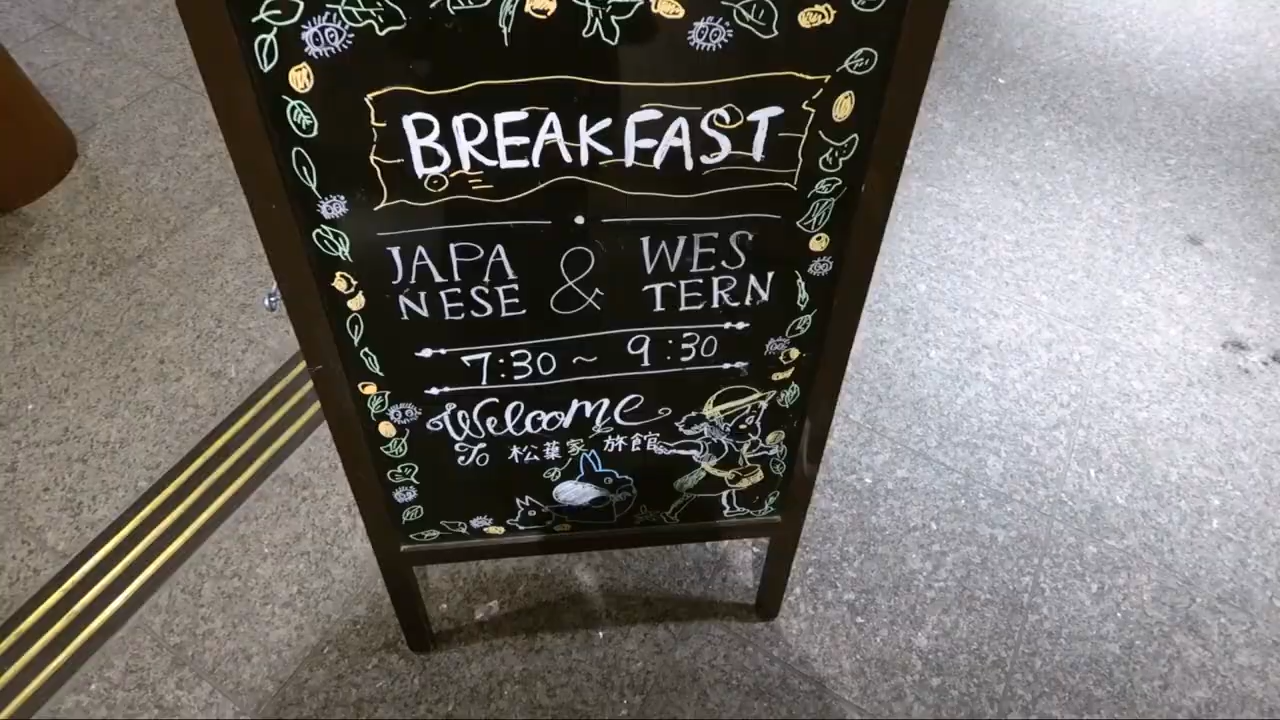 BREAKFAST
JAPA
NESE
&
WES
TERN
7:30 ~ 9:30
Welcome
To 松葉家 旅館